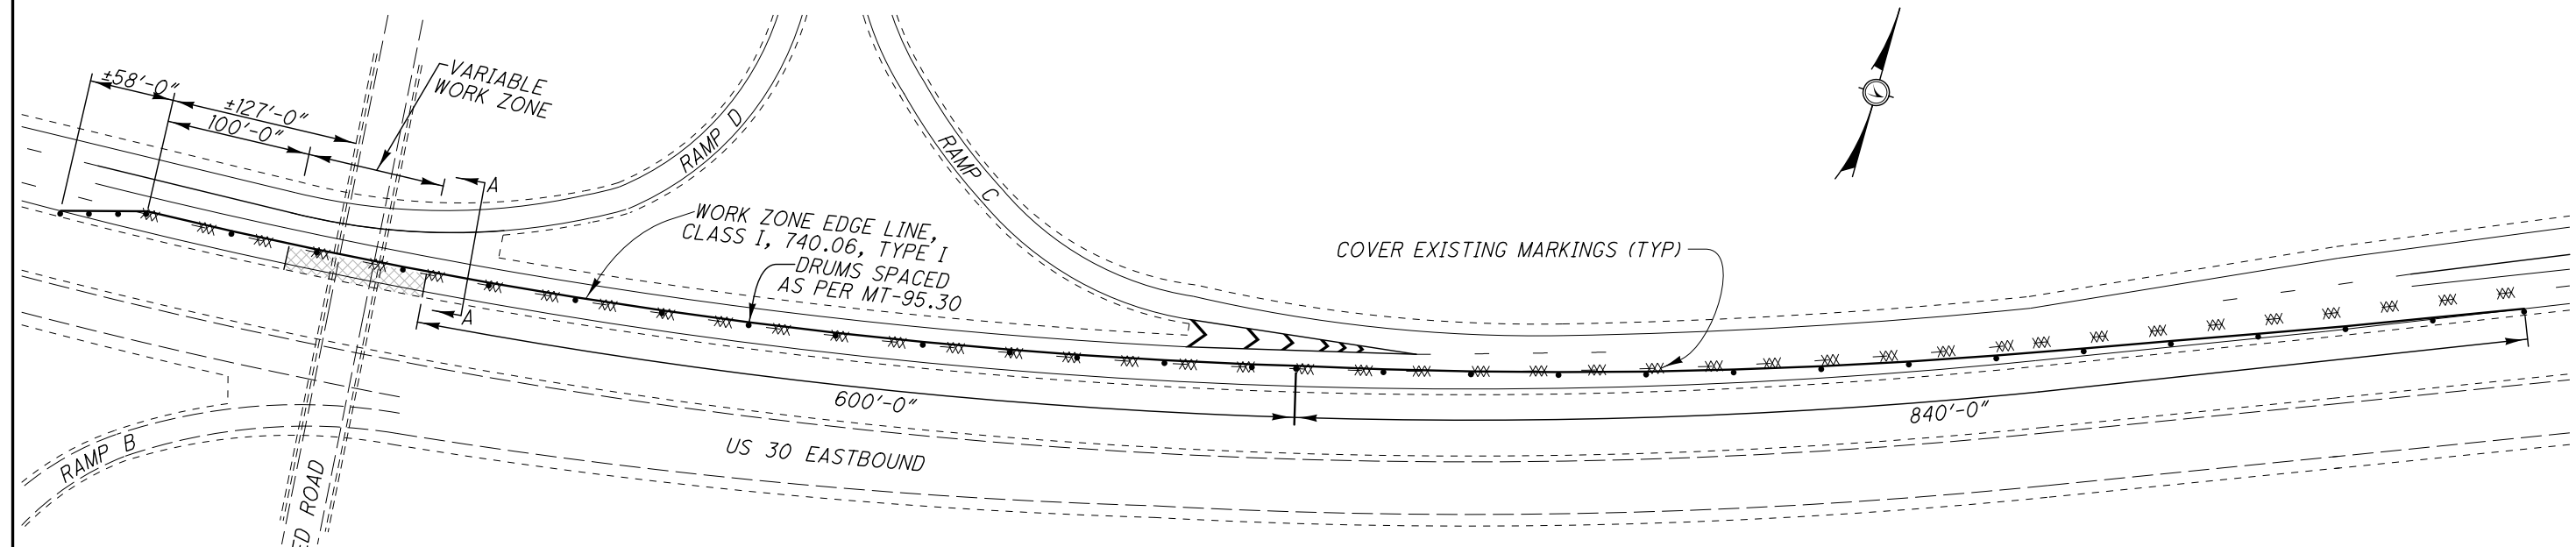 ±58'-0"
±127'-0"
100'-0"
VARIABLE
WORK ZONE
A
RAMP D
RAMP C
WORK ZONE EDGE LINE,
CLASS I, 740.06, TYPE I
DRUMS SPACED
AS PER MT-95.30
COVER EXISTING MARKINGS (TYP)
A
600'-0"
840'-0"
RAMP B
US 30 EASTBOUND
ED ROAD